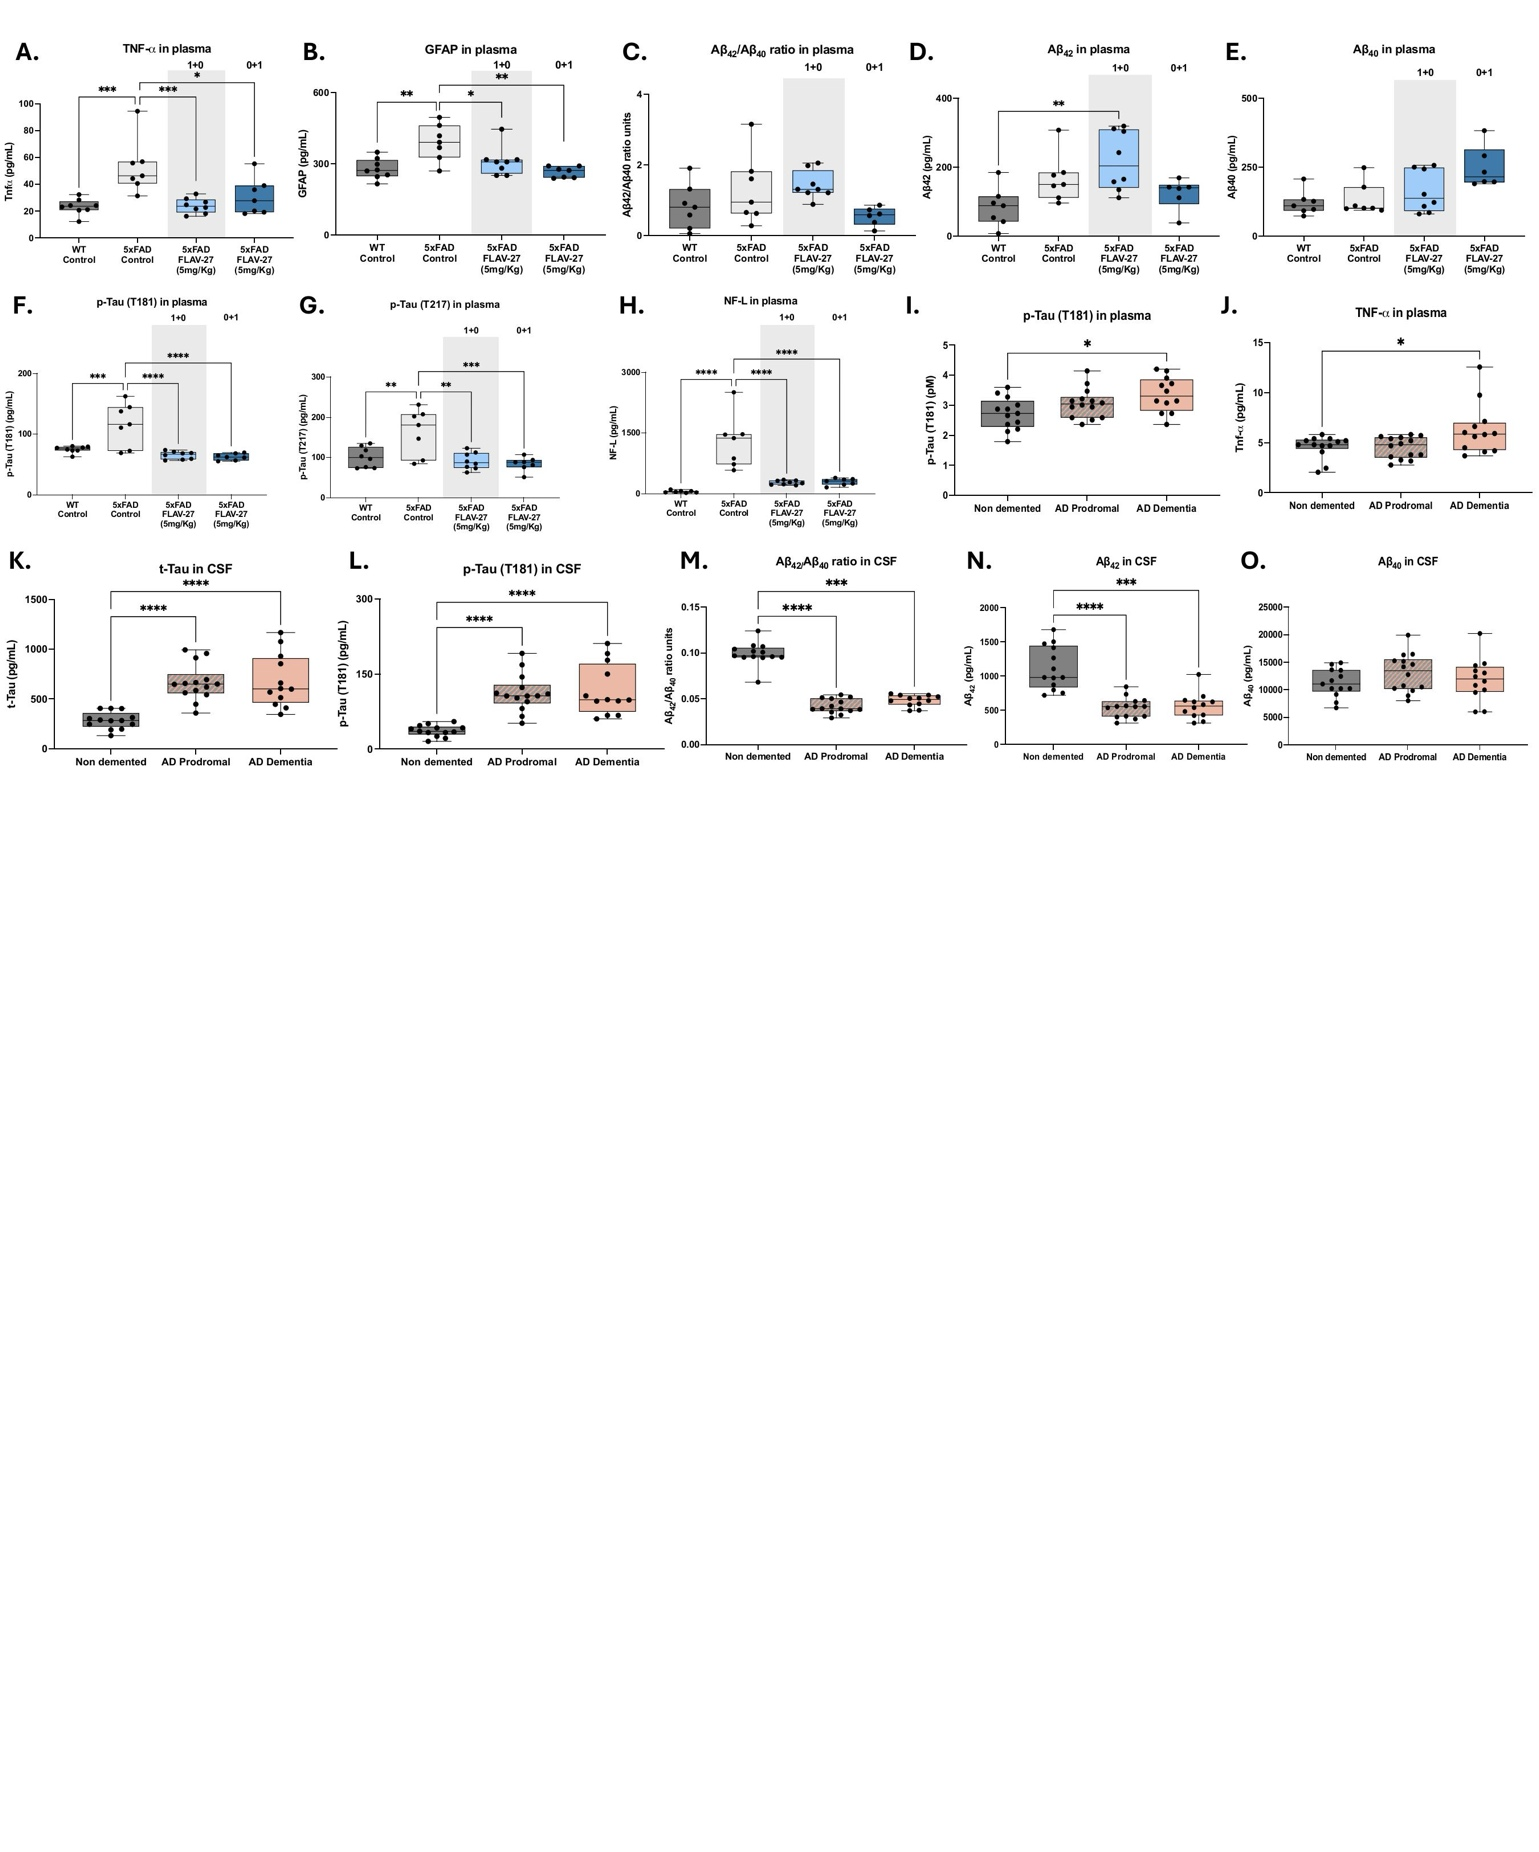 A.
TNF-α in plasma
1+0
0+1
*
***
***
Tnfα (pg/mL)
100
80
60
40
20
0
WT
Control
5xFAD
Control
5xFAD
FLAV-27
(5mg/Kg)
5xFAD
FLAV-27
(5mg/Kg)
B.
GFAP in plasma
1+0
0+1
**
**
*
GFAP (pg/mL)
600
300
0
WT
Control
5xFAD
Control
5xFAD
FLAV-27
(5mg/Kg)
5xFAD
FLAV-27
(5mg/Kg)
C.
Aβ42/Aβ40 ratio in plasma
1+0
0+1
Aβ42/Aβ40 ratio units
4
2
0
WT
Control
5xFAD
Control
5xFAD
FLAV-27
(5mg/Kg)
5xFAD
FLAV-27
(5mg/Kg)
D.
Aβ42 in plasma
1+0
0+1
**
Aβ42 (pg/mL)
400
200
0
WT
Control
5xFAD
Control
5xFAD
FLAV-27
(5mg/Kg)
5xFAD
FLAV-27
(5mg/Kg)
E.
Aβ40 in plasma
1+0
0+1
Aβ40 (pg/mL)
500
250
0
WT
Control
5xFAD
Control
5xFAD
FLAV-27
(5mg/Kg)
5xFAD
FLAV-27
(5mg/Kg)
F.
p-Tau (T181) in plasma
1+0
0+1
****
***
****
p-Tau (T181) (pg/mL)
200
100
0
WT
Control
5xFAD
Control
5xFAD
FLAV-27
(5mg/Kg)
5xFAD
FLAV-27
(5mg/Kg)
G.
p-Tau (T217) in plasma
1+0
0+1
***
**
**
p-Tau (T217) (pg/mL)
300
200
100
0
WT
Control
5xFAD
Control
5xFAD
FLAV-27
(5mg/Kg)
5xFAD
FLAV-27
(5mg/Kg)
H.
NF-L in plasma
1+0
0+1
****
****
****
NF-L (pg/mL)
3000
1500
0
WT
Control
5xFAD
Control
5xFAD
FLAV-27
(5mg/Kg)
5xFAD
FLAV-27
(5mg/Kg)
I.
p-Tau (T181) in plasma
*
p-Tau (T181) (pM)
5
4
3
2
1
0
Non demented
AD Prodromal
AD Dementia
J.
TNF-α in plasma
*
Tnf-α (pg/mL)
15
10
5
0
Non demented
AD Prodromal
AD Dementia
K.
t-Tau in CSF
****
****
t-Tau (pg/mL)
1500
1000
500
0
Non demented
AD Prodromal
AD Dementia
L.
p-Tau (T181) in CSF
****
****
p-Tau (T181) (pg/mL)
300
150
0
Non demented
AD Prodromal
AD Dementia
M.
Aβ42/Aβ40 ratio in CSF
***
****
Aβ42/Aβ40 ratio units
0.15
0.10
0.05
0.00
Non demented
AD Prodromal
AD Dementia
N.
Aβ42 in CSF
***
****
Aβ42 (pg/mL)
2000
1500
1000
500
0
Non demented
AD Prodromal
AD Dementia
O.
Aβ40 in CSF
Aβ40 (pg/mL)
25000
20000
15000
10000
5000
0
Non demented
AD Prodromal
AD Dementia